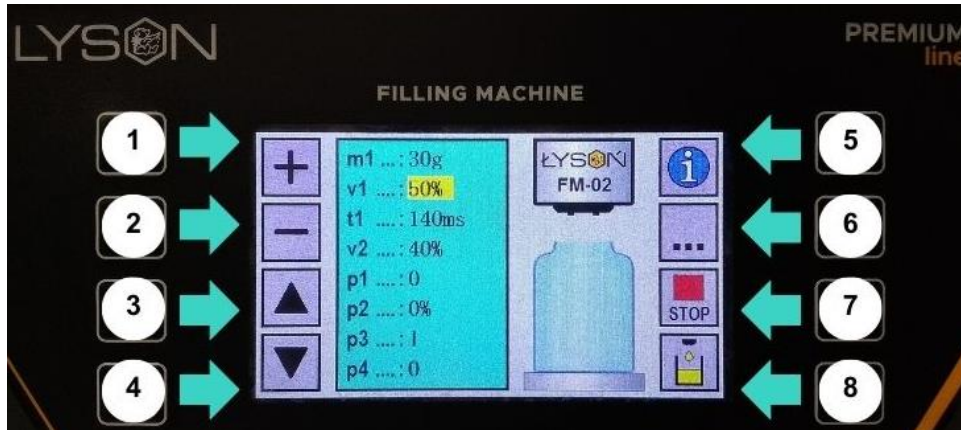 LYSON
PREMIUM
line
FILLING MACHINE
1
2
3
4
+
−
m1 ...: 30g
v1 ....: 50%
t1 ....: 140ms
v2 ....: 40%
p1 ....: 0
p2 ....: 0%
p3 ....: 1
p4 ....: 0
ŁYSOŃ
FM-02
i
...
STOP
5
6
7
8